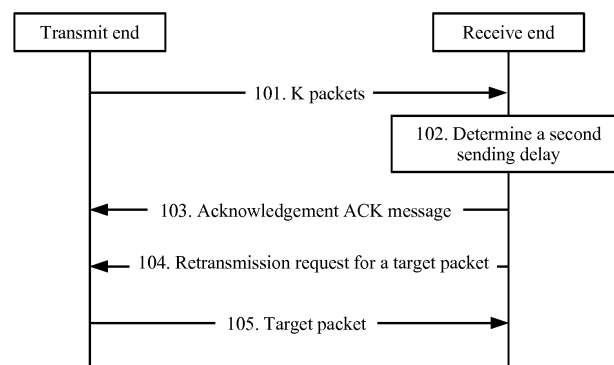 Transmit end
Receive end
101. K packets
102. Determine a second
sending delay
103. Acknowledgement ACK message
104. Retransmission request for a target packet
105. Target packet